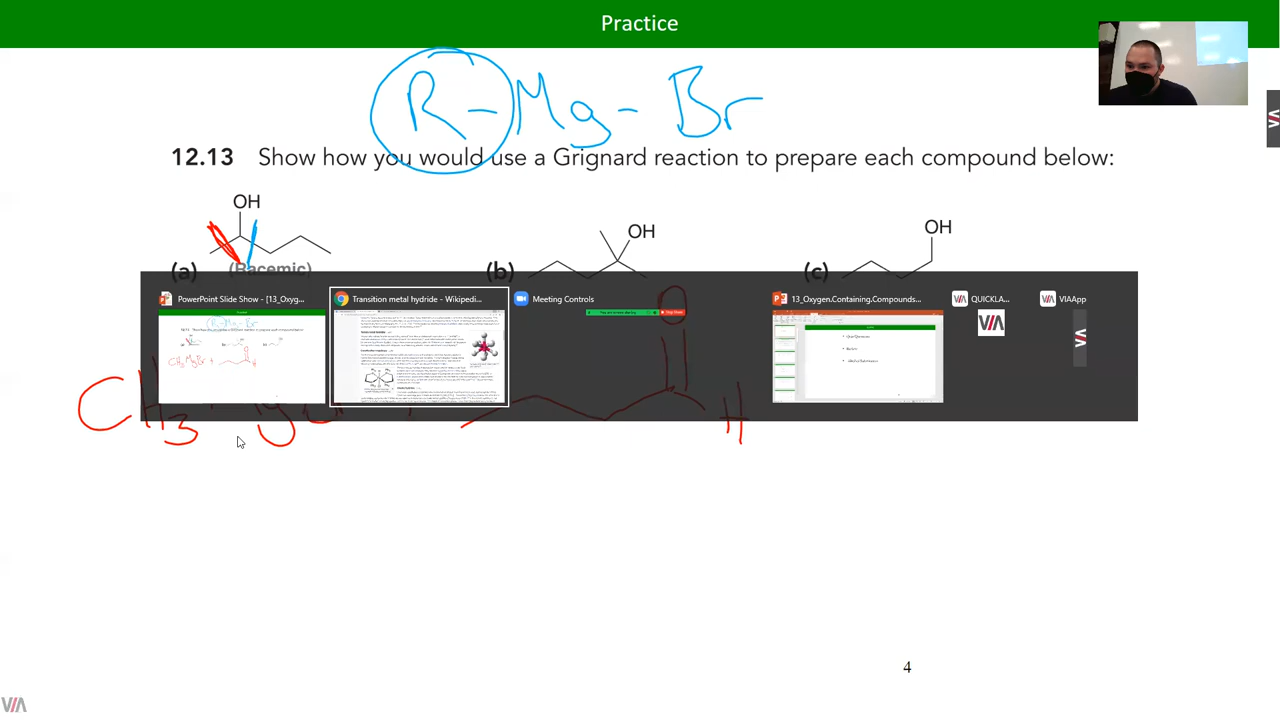 Practice
R-Mg-Br
12.13 Show how you would use a Grignard reaction to prepare each compound below:
OH
OH
OH
(a) (Racemic) (b) (c)
PowerPoint Slide Show - [13_Oxyg...
Transition metal hydride - Wikipedi...
Meeting Controls
13_Oxygen.Containing.Compounds...
QUICKLA...
VIAApp
CH3
H
4
VIA